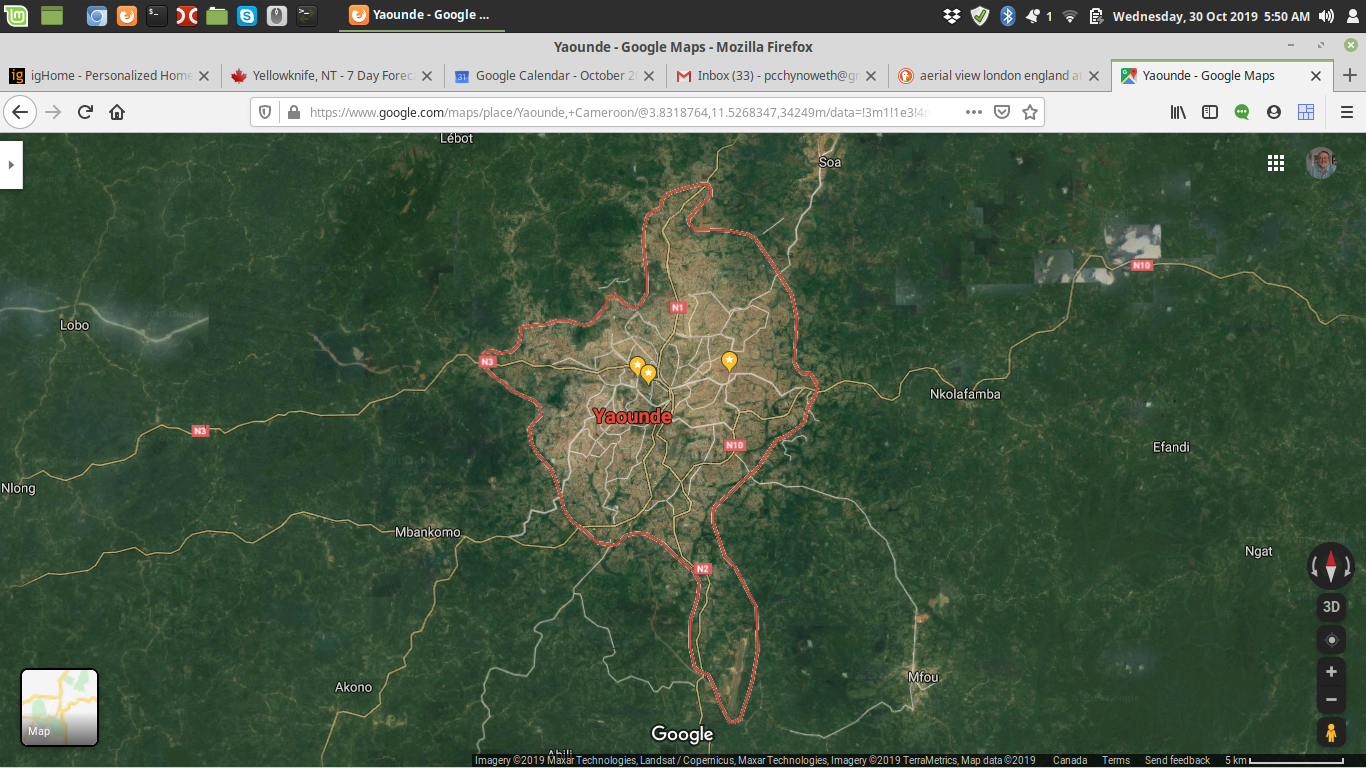 Yaounde - Google ...
1
Wednesday, 30 Oct 2019 5:50 AM
Yaounde - Google Maps - Mozilla Firefox
ig
igHome - Personalized Home
Yellowknife, NT - 7 Day Forec
31
Google Calendar - October 2
Inbox (33) - pcchynoweth@g
aerial view london england a
Yaounde - Google Maps
https://www.google.com/maps/place/Yaounde,+Cameroon/@3.8318764,11.5268347,34249m/data=!3m1!1e3!4
Lébot
Soa
N10
N1
Lobo
N3
Nkolafamba
Yaounde
N3
N10
Efandi
Nlong
Mbankomo
Ngat
N2
3D
Mfou
Akono
Map
Google
Imagery ©2019 Maxar Technologies, Landsat / Copernicus, Maxar Technologies, Imagery ©2019 TerraMetrics, Map data ©2019 Canada Terms Send feedback 5 km